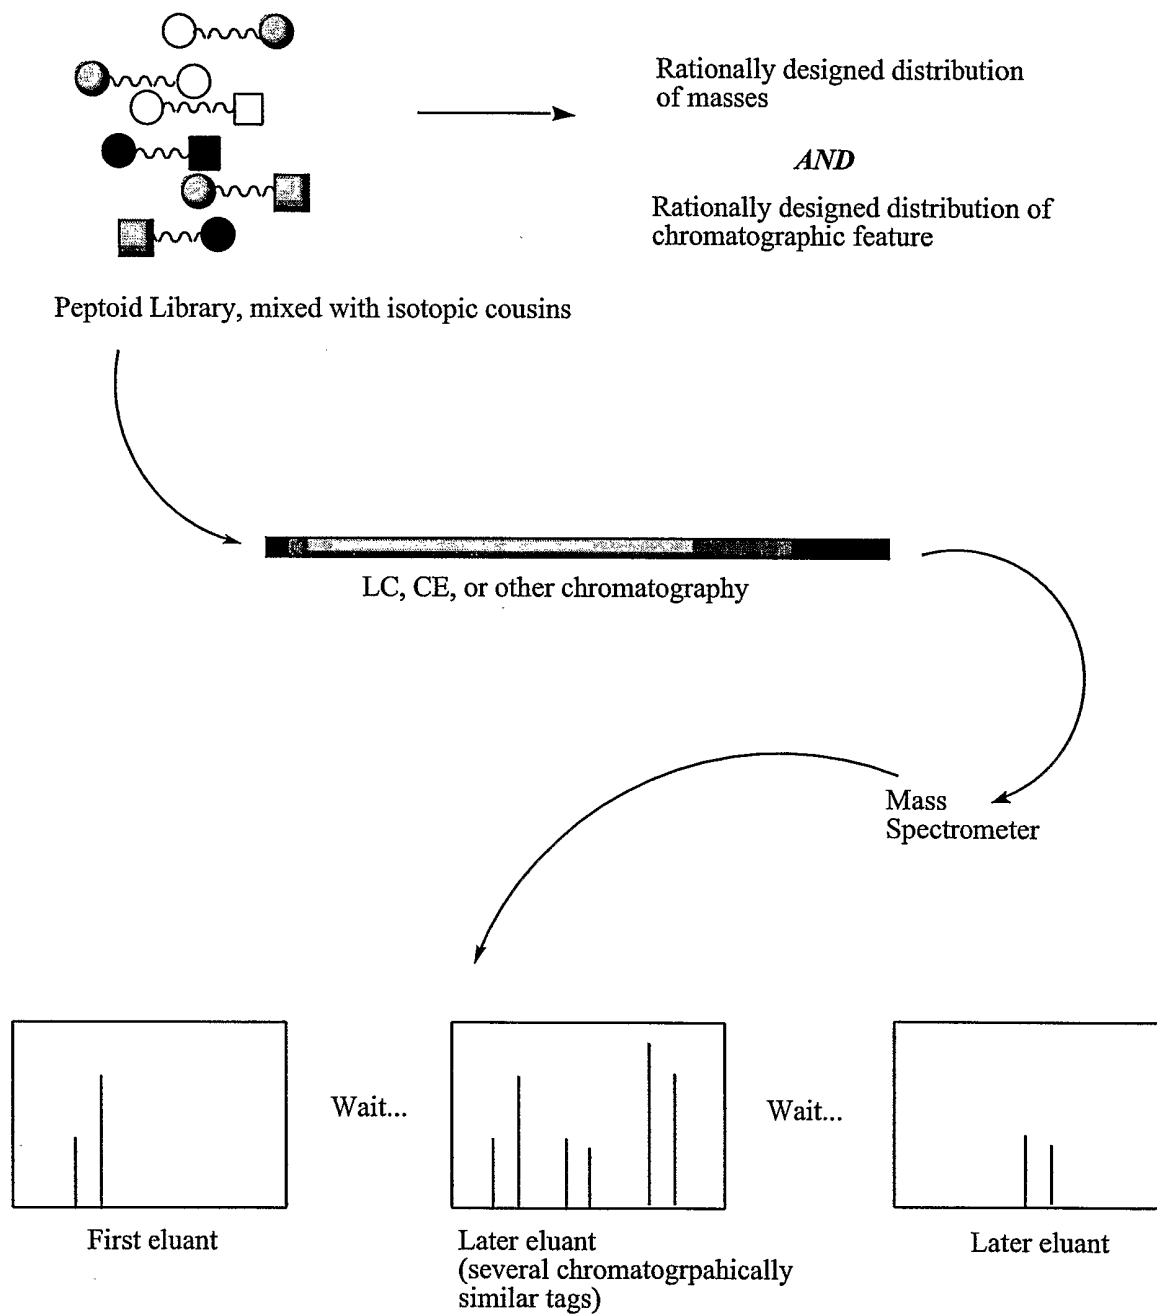 Rationally designed distribution
of masses
AND
Rationally designed distribution of
chromatographic feature
Peptoid Library, mixed with isotopic cousins
LC, CE, or other chromatography
Mass
Spectrometer
Wait...
Wait...
First eluant
Later eluant
(several chromatogrpahically
similar tags)
Later eluant